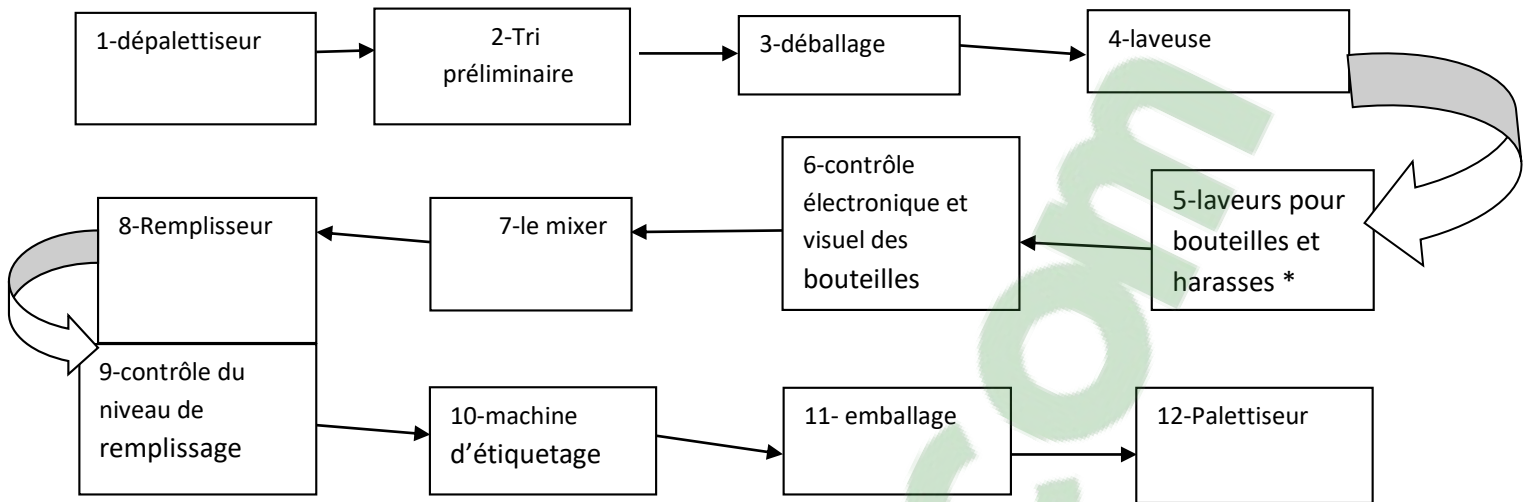 1-dépalettiseur
2-Tri
préliminaire
3-déballage
4-laveuse
5-laveurs pour
bouteilles et
harasses *
6-contrôle
électronique et
visuel des
bouteilles
7-le mixer
8-Remplisseur
9-contrôle du
niveau de
remplissage
10-machine
d’étiquetage
11- emballage
12-Palettiseur
com